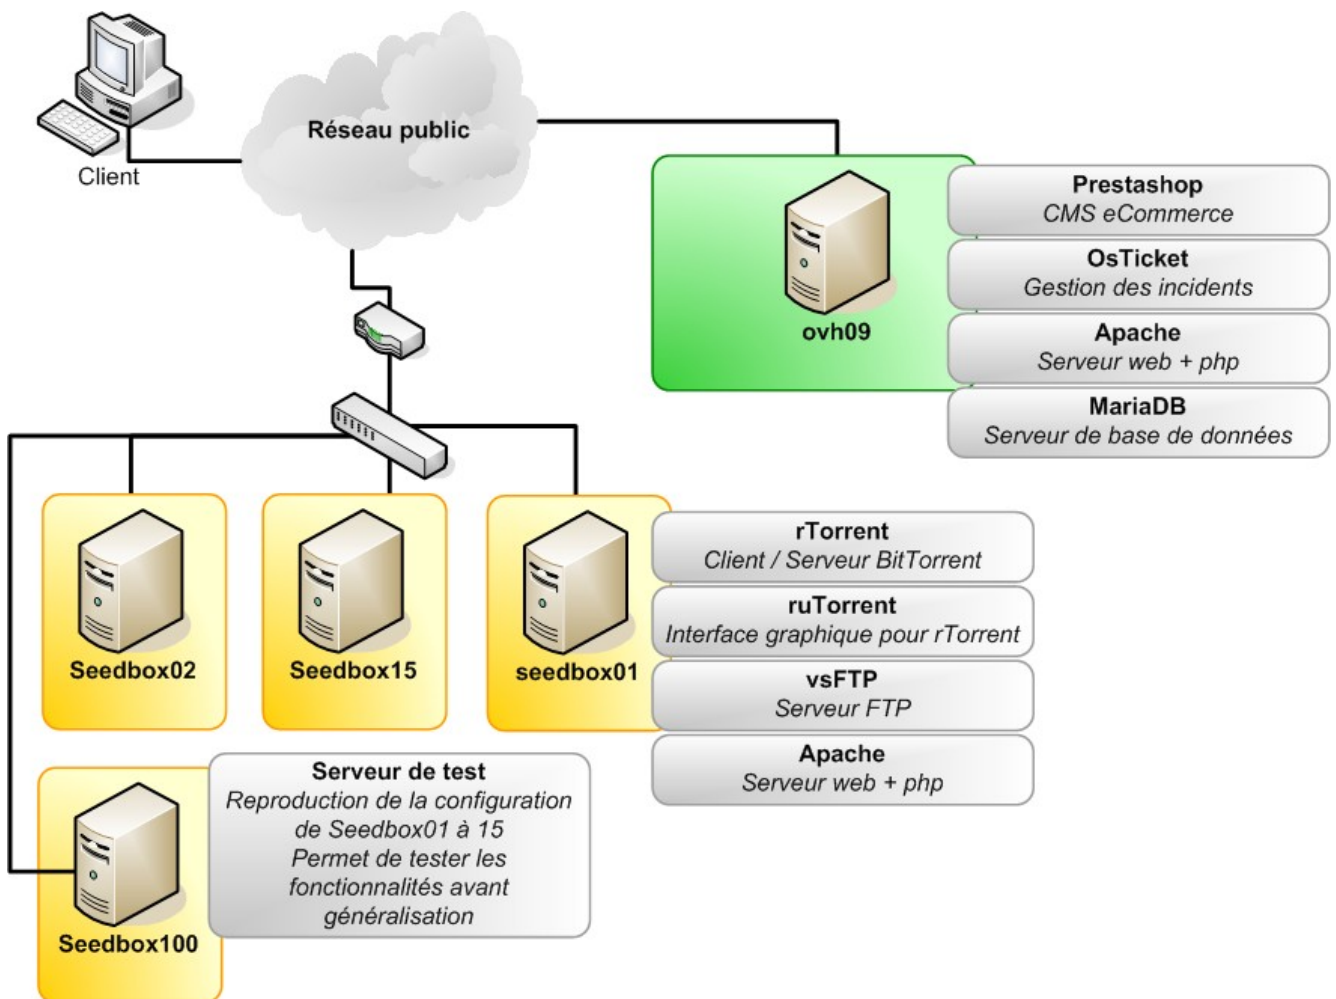 Réseau public
Client
Prestashop
CMS eCommerce
OsTicket
Gestion des incidents
ovh09
Apache
Serveur web + php
MariaDB
Serveur de base de données
Seedbox02
Seedbox15
seedbox01
rTorrent
Client / Serveur BitTorrent
ruTorrent
Interface graphique pour rTorrent
vsFTP
Serveur FTP
Apache
Serveur web + php
Serveur de test
Reproduction de la configuration
de Seedbox01 à 15
Permet de tester les
fonctionnalités avant
généralisation
Seedbox100